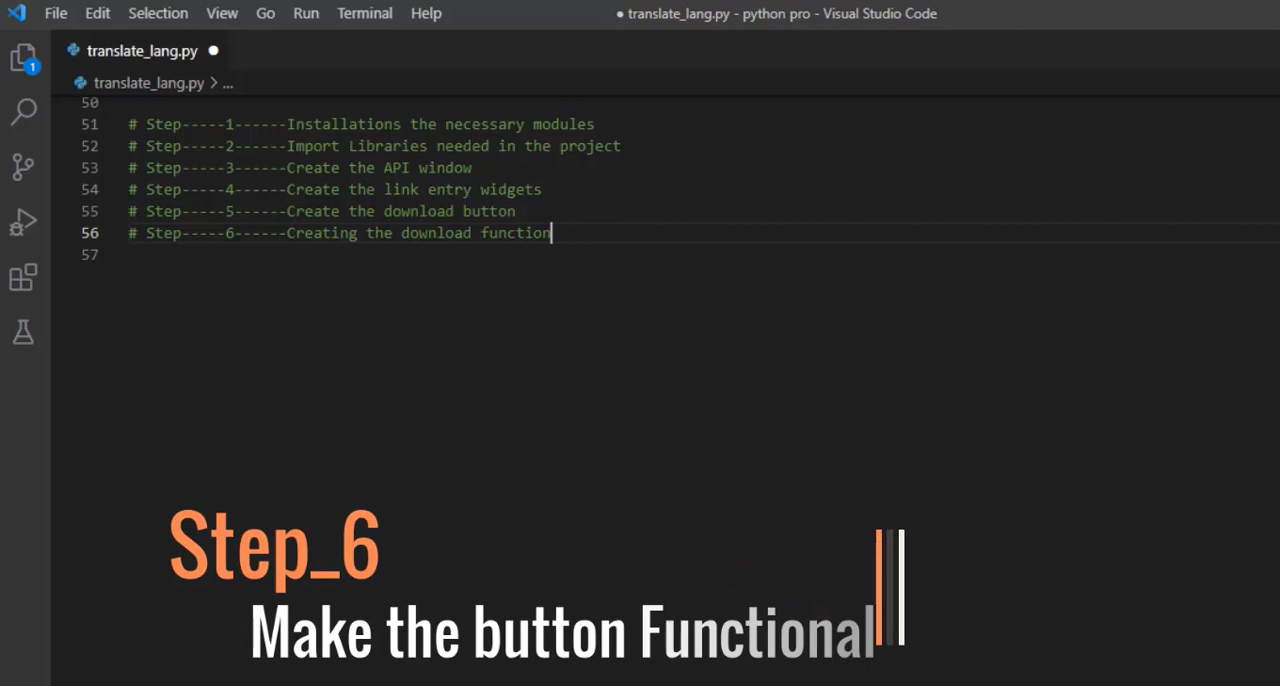 File Edit Selection View Go Run Terminal Help ● translate_lang.py - python pro - Visual Studio Code
translate_lang.py ●
translate_lang.py > ...
1
50
51 # Step-----1------Installations the necessary modules
52 # Step-----2------Import Libraries needed in the project
53 # Step-----3------Create the API window
54 # Step-----4------Create the link entry widgets
55 # Step-----5------Create the download button
56 # Step-----6------Creating the download function
57
Step_6
Make the button Functional